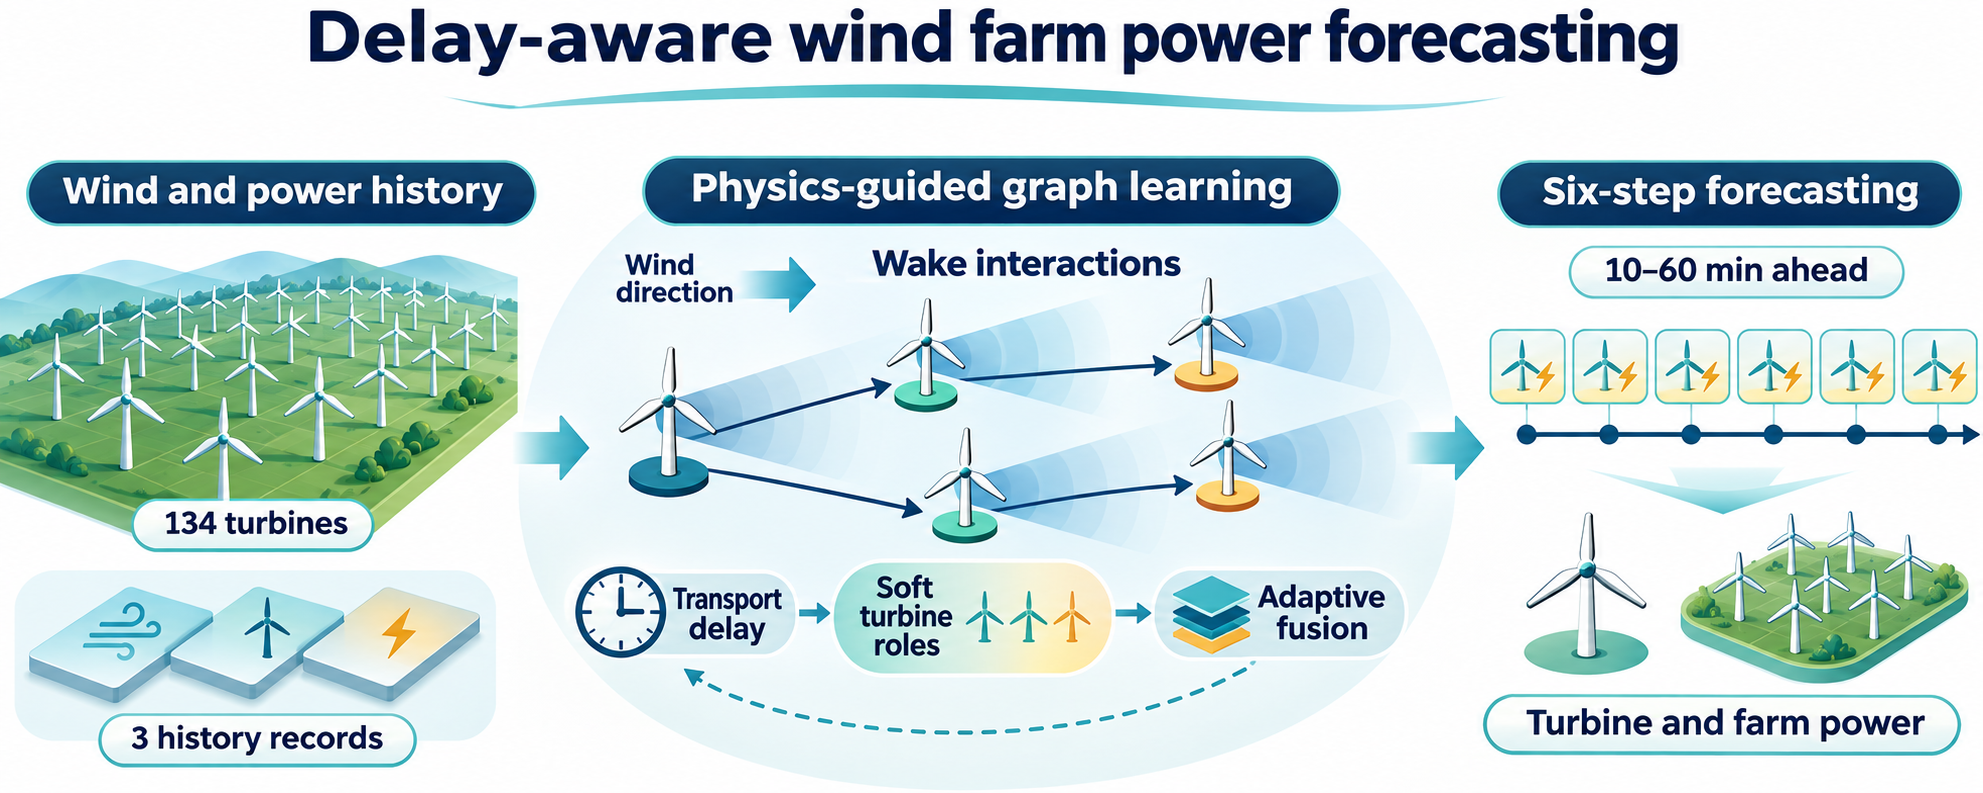 Delay-aware wind farm power forecasting
Wind and power history
134 turbines
3 history records
Physics-guided graph learning
Wind
direction
Wake interactions
Transport
delay
Soft
turbine
roles
Adaptive
fusion
Six-step forecasting
10–60 min ahead
Turbine and farm power